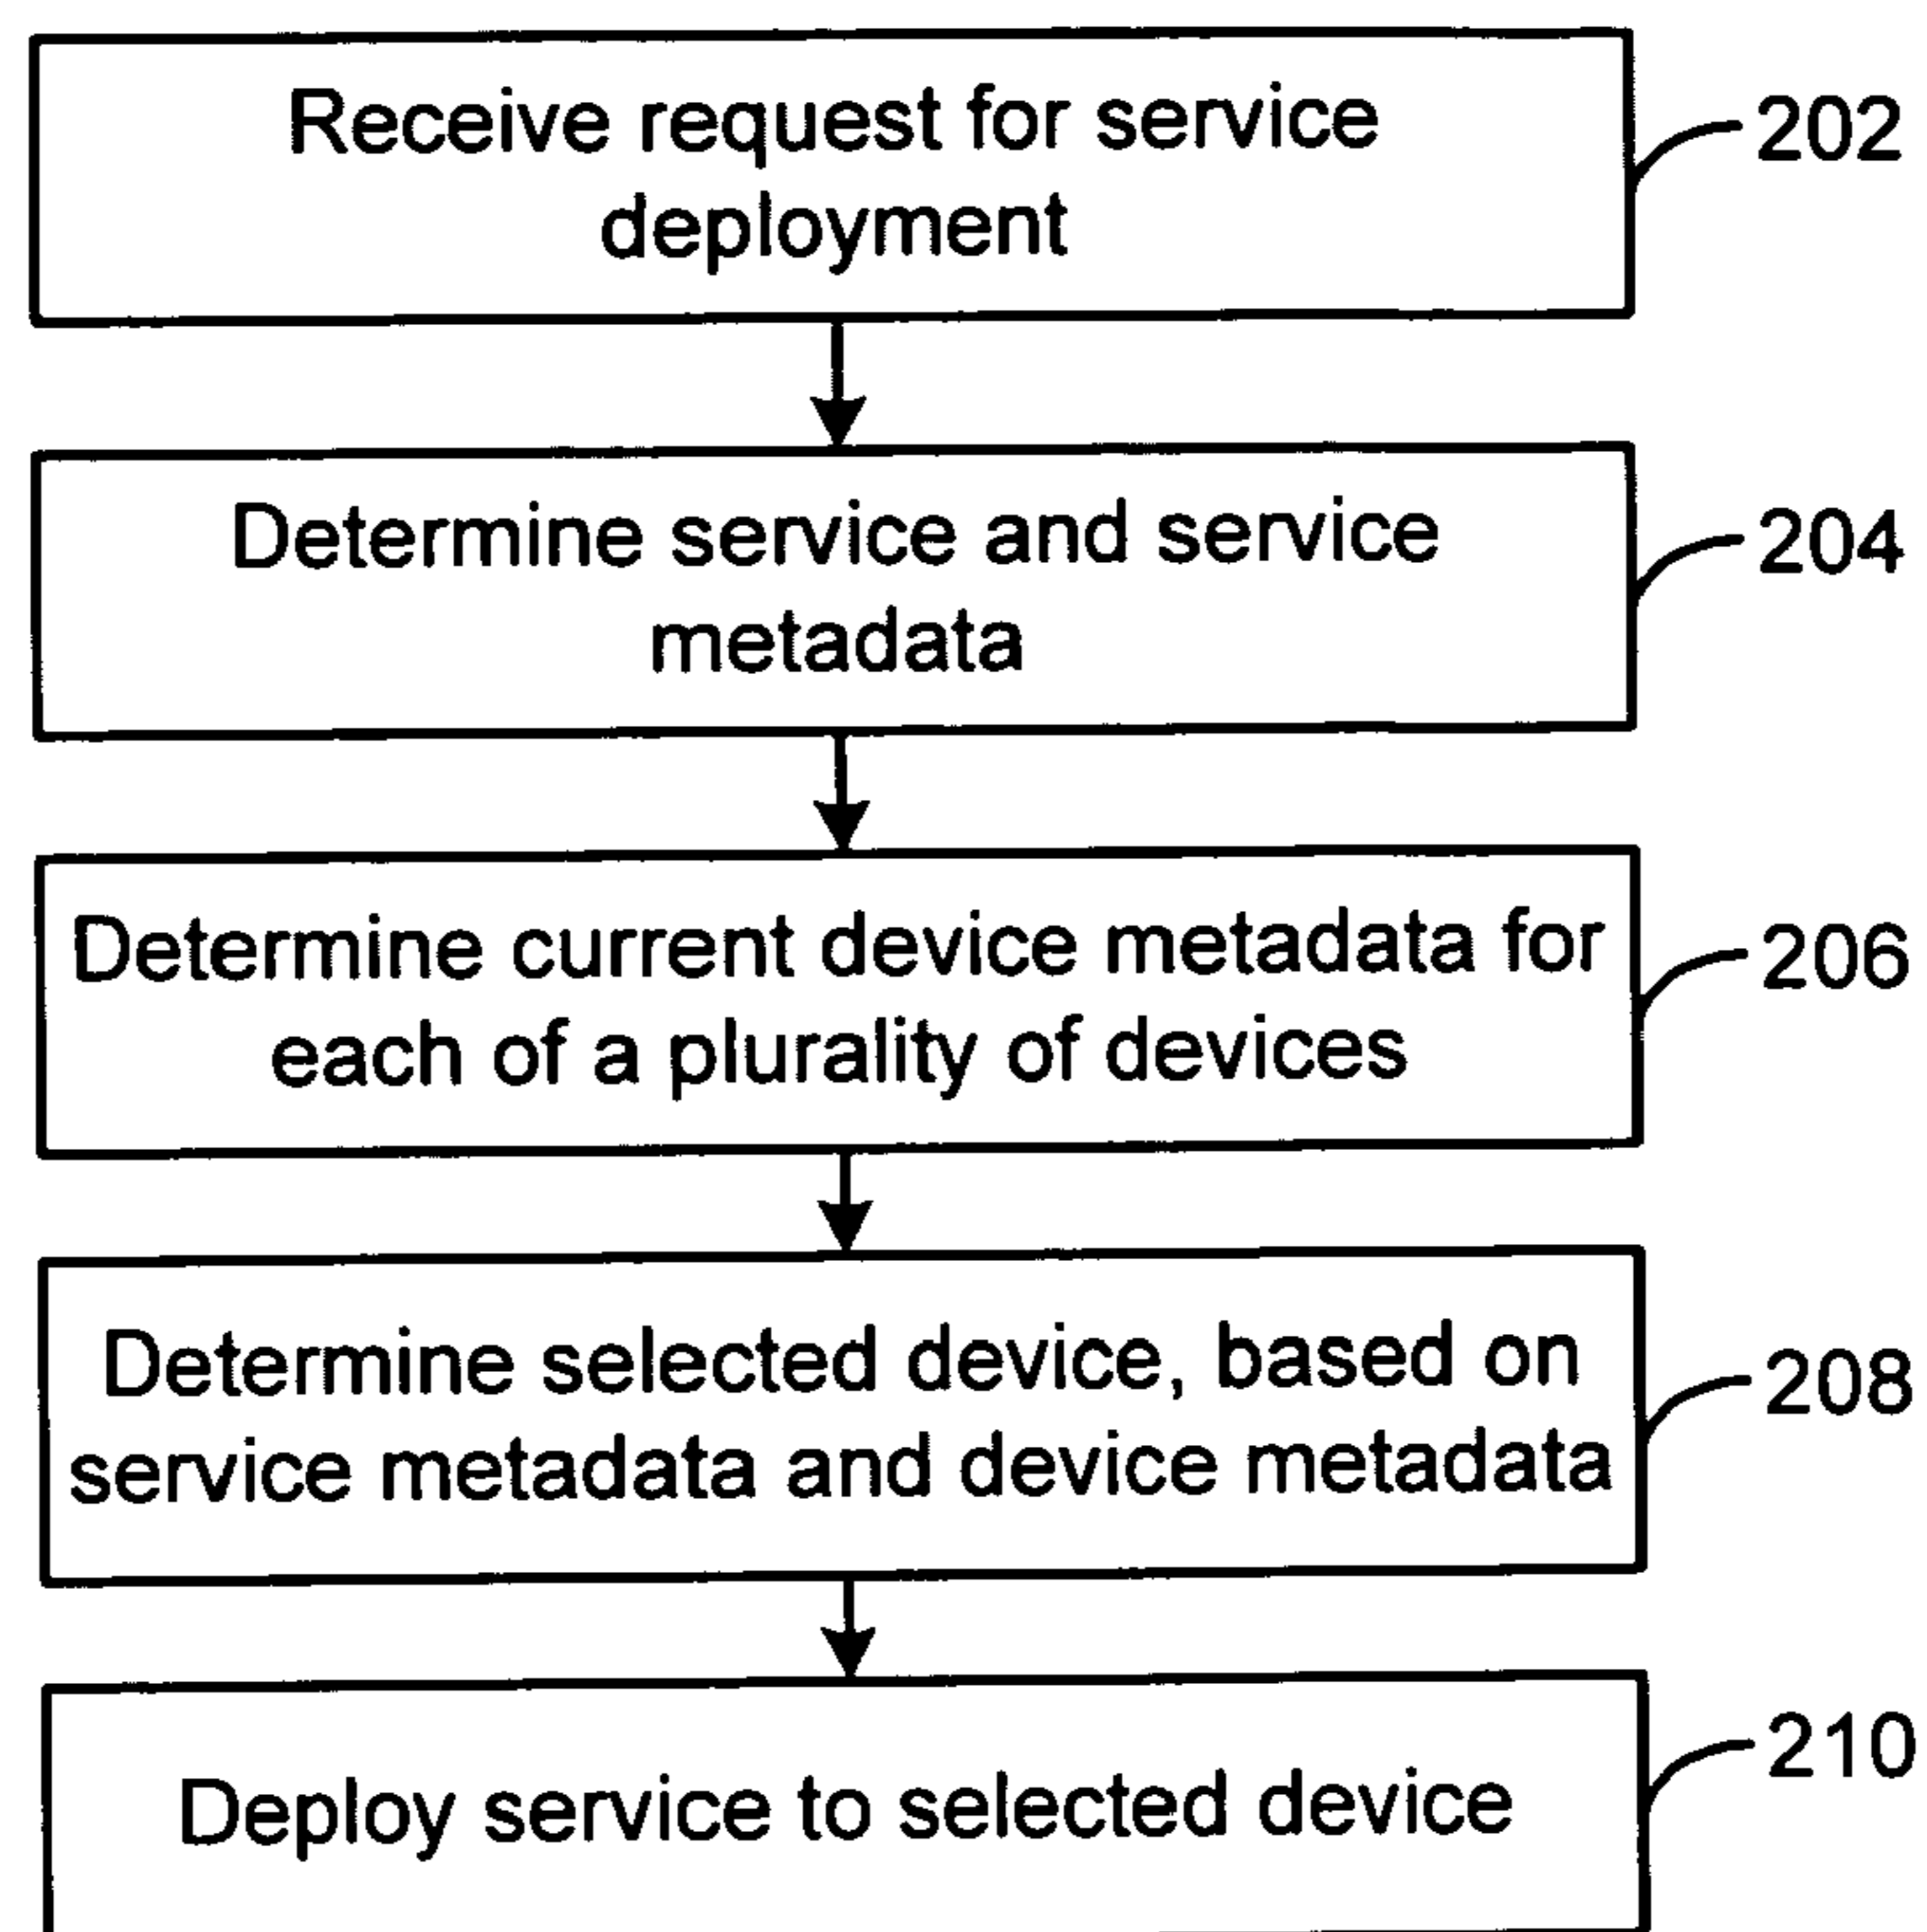 Receive request for service
deployment
202
Determine service and service
metadata
204
Determine current device metadata for
each of a plurality of devices
206
Determine selected device, based on
service metadata and device metadata
208
Deploy service to selected device
210